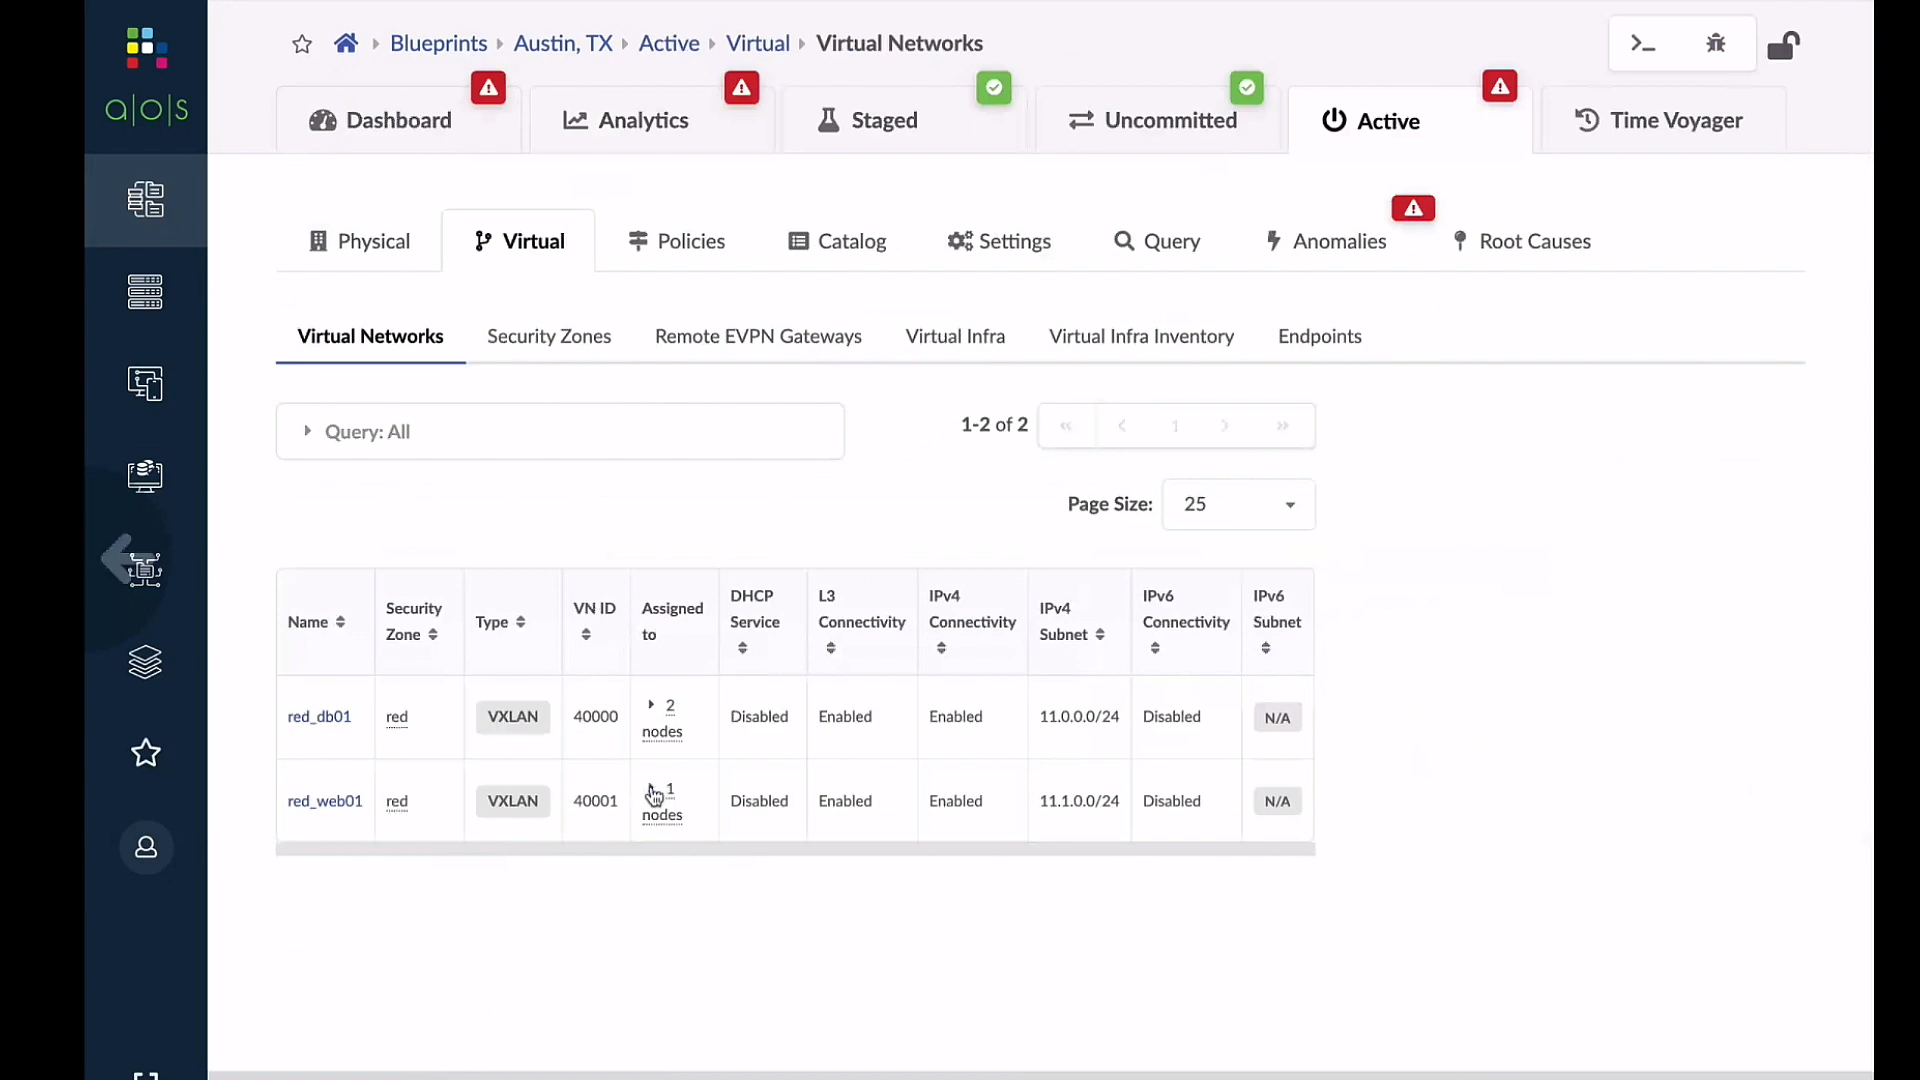 Blueprints Austin, TX Active Virtual Virtual Networks
a|o|s
Dashboard Analytics Staged Uncommitted Active Time Voyager
Physical Virtual Policies Catalog Settings Query Anomalies Root Causes
Virtual Networks Security Zones Remote EVPN Gateways Virtual Infra Virtual Infra Inventory Endpoints
Query: All
1-2 of 2 « < 1 > »
Page Size: 25
Name Security Zone Type VN ID Assigned to DHCP Service L3 Connectivity IPv4 Connectivity IPv4 Subnet IPv6 Connectivity IPv6 Subnet
red_db01 red VXLAN 40000 2 nodes Disabled Enabled Enabled 11.0.0.0/24 Disabled N/A
red_web01 red VXLAN 40001 1 nodes Disabled Enabled Enabled 11.1.0.0/24 Disabled N/A